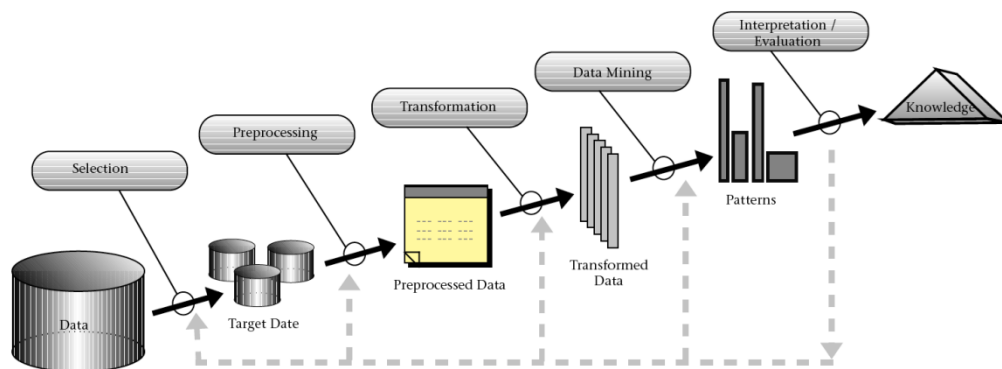 Interpretation /
Evaluation
Data Mining
Transformation
Preprocessing
Selection
Knowledge
Patterns
Transformed
Data
Preprocessed Data
Target Date
Data